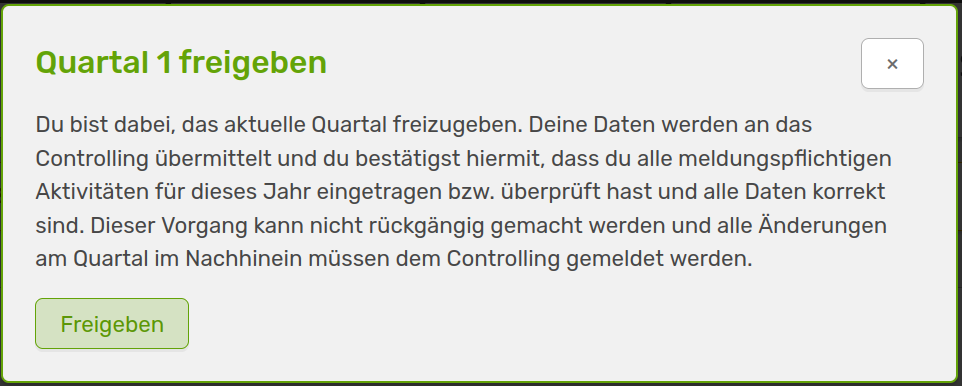 Quartal 1 freigeben
×
Du bist dabei, das aktuelle Quartal freizugeben. Deine Daten werden an das
Controlling übermittelt und du bestätigst hiermit, dass du alle meldungspflichtigen
Aktivitäten für dieses Jahr eingetragen bzw. überprüft hast und alle Daten korrekt
sind. Dieser Vorgang kann nicht rückgängig gemacht werden und alle Änderungen
am Quartal im Nachhinein müssen dem Controlling gemeldet werden.
Freigeben